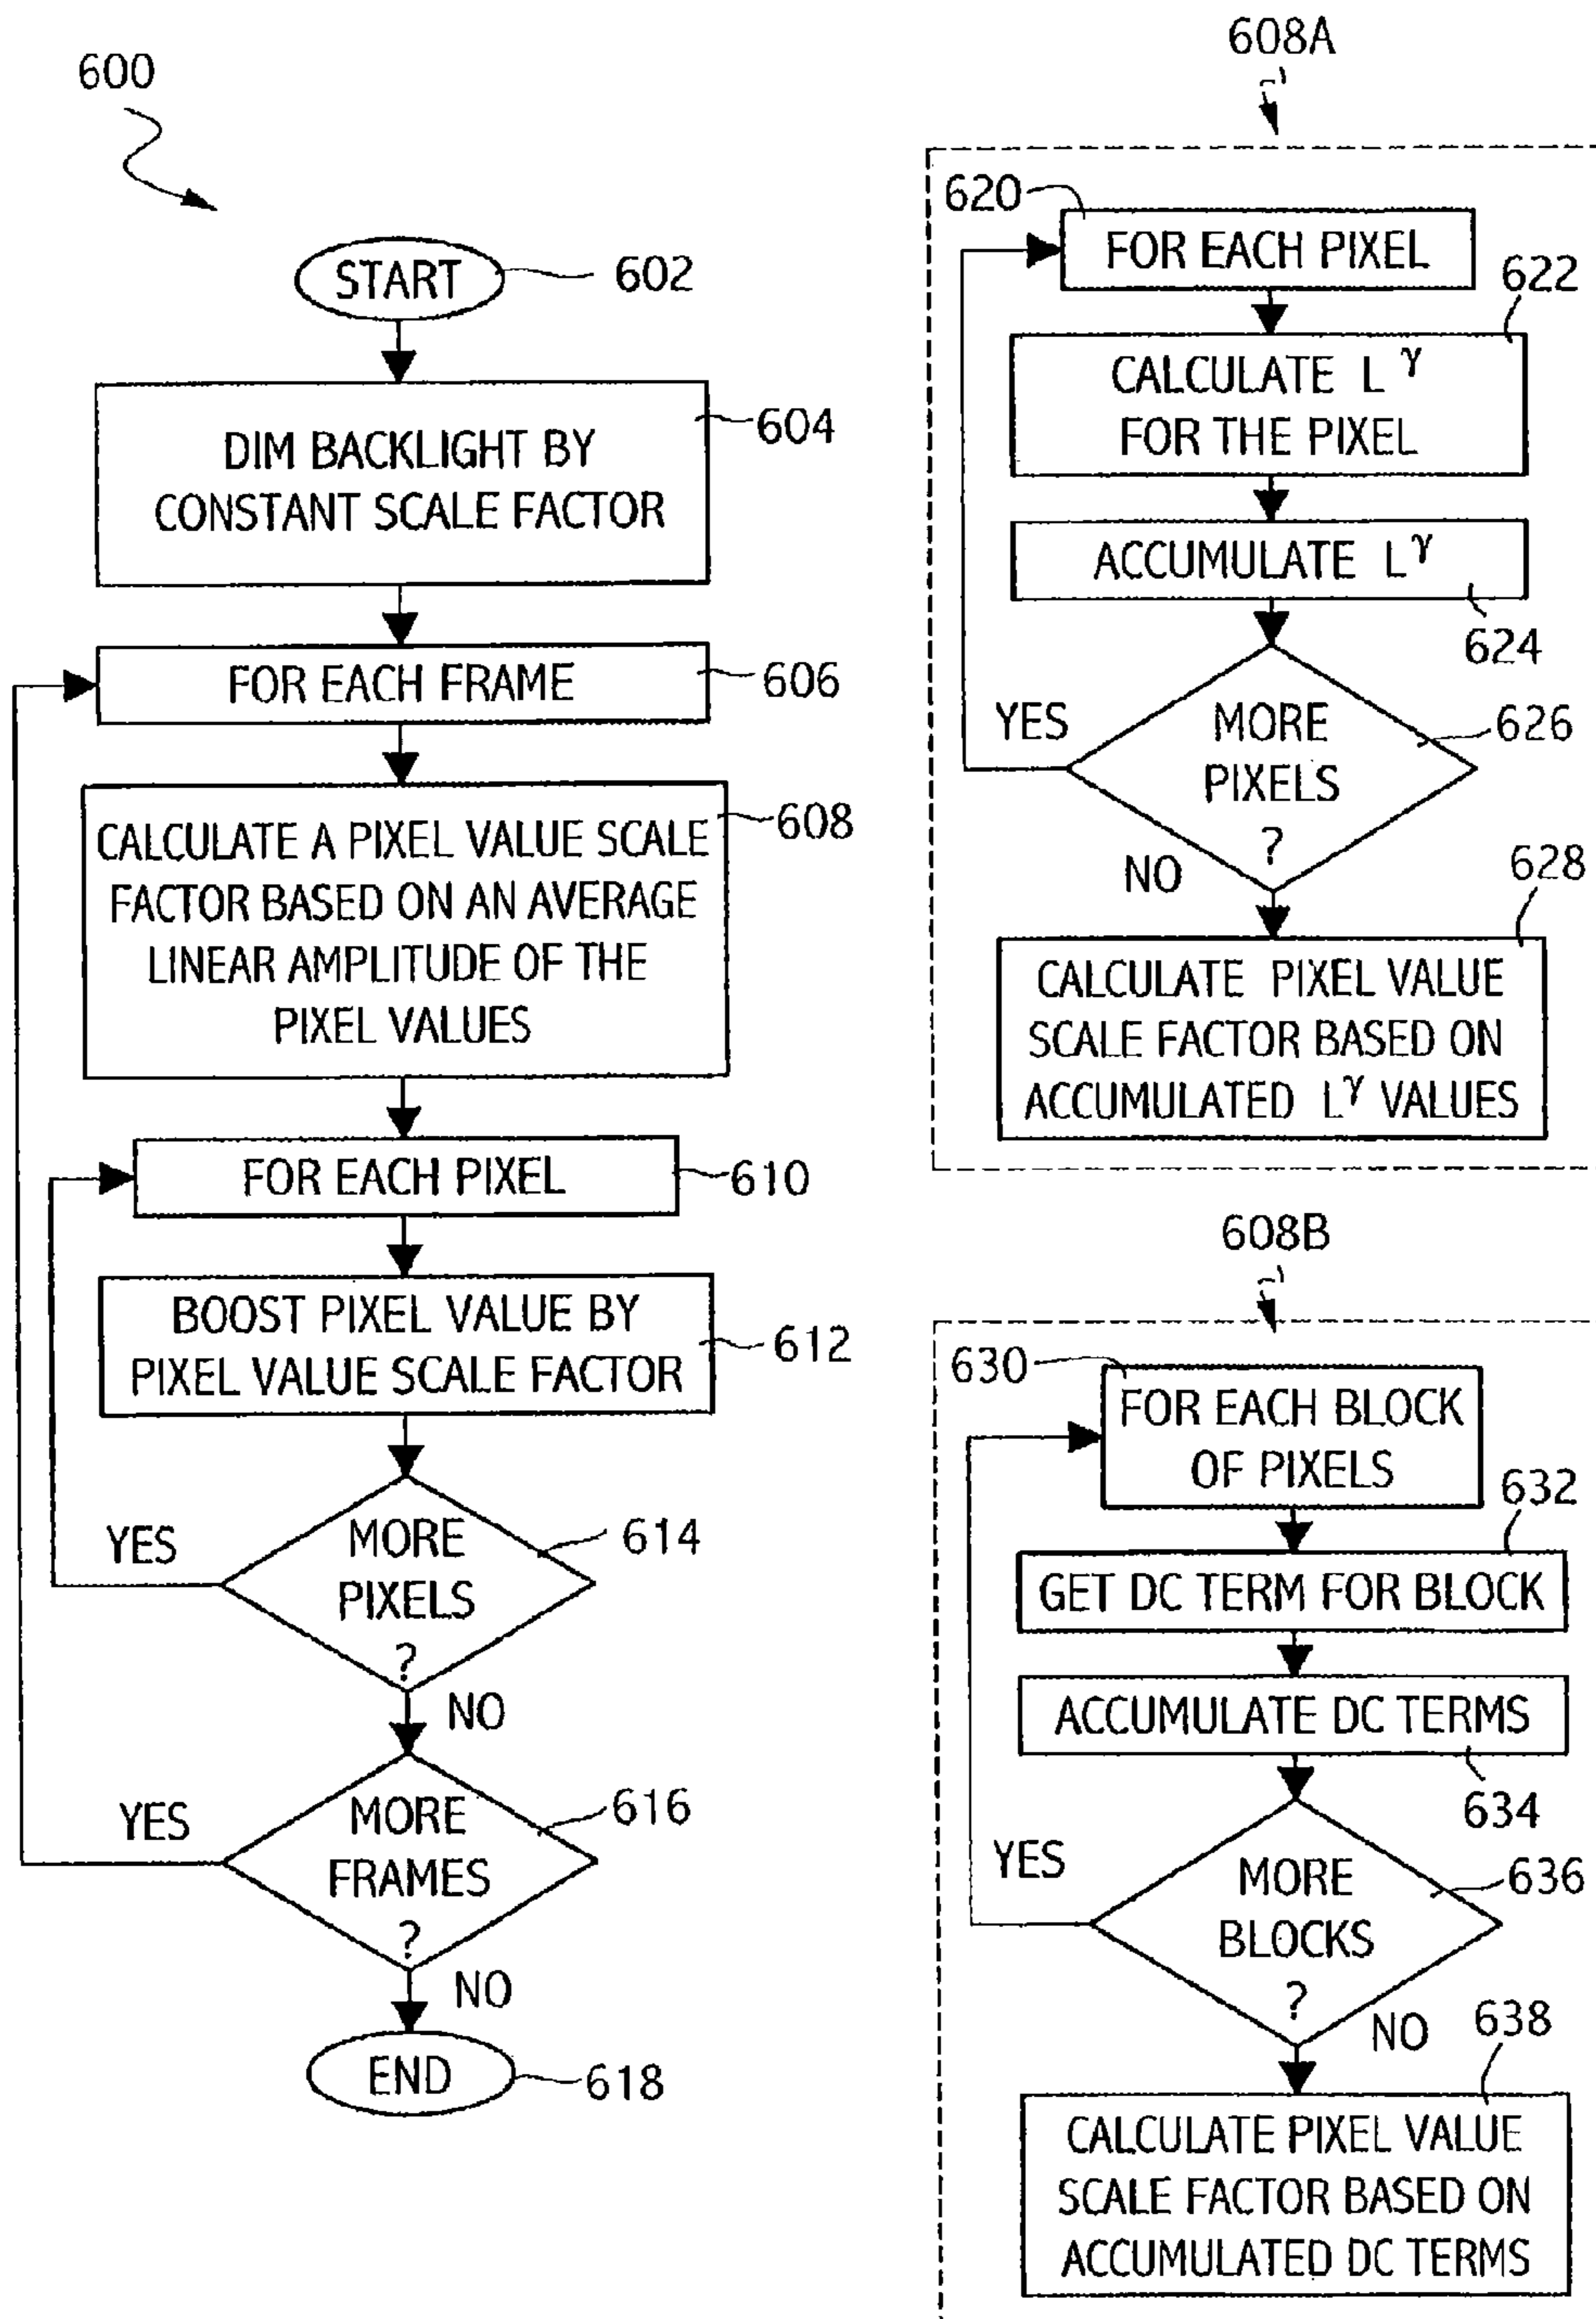 600
START
602
DIM BACKLIGHT BY
CONSTANT SCALE FACTOR
604
FOR EACH FRAME
606
CALCULATE A PIXEL VALUE SCALE
FACTOR BASED ON AN AVERAGE
LINEAR AMPLITUDE OF THE
PIXEL VALUES
608
FOR EACH PIXEL
610
BOOST PIXEL VALUE BY
PIXEL VALUE SCALE FACTOR
612
MORE
PIXELS
?
614
YES
NO
MORE
FRAMES
?
616
YES
NO
END
618
608A
620
FOR EACH PIXEL
622
CALCULATE L^γ
FOR THE PIXEL
ACCUMULATE L^γ
624
MORE
PIXELS
?
626
YES
NO
628
CALCULATE PIXEL VALUE
SCALE FACTOR BASED ON
ACCUMULATED L^γ VALUES
608B
630
FOR EACH BLOCK
OF PIXELS
632
GET DC TERM FOR BLOCK
ACCUMULATE DC TERMS
634
MORE
BLOCKS
?
636
YES
NO
638
CALCULATE PIXEL VALUE
SCALE FACTOR BASED ON
ACCUMULATED DC TERMS